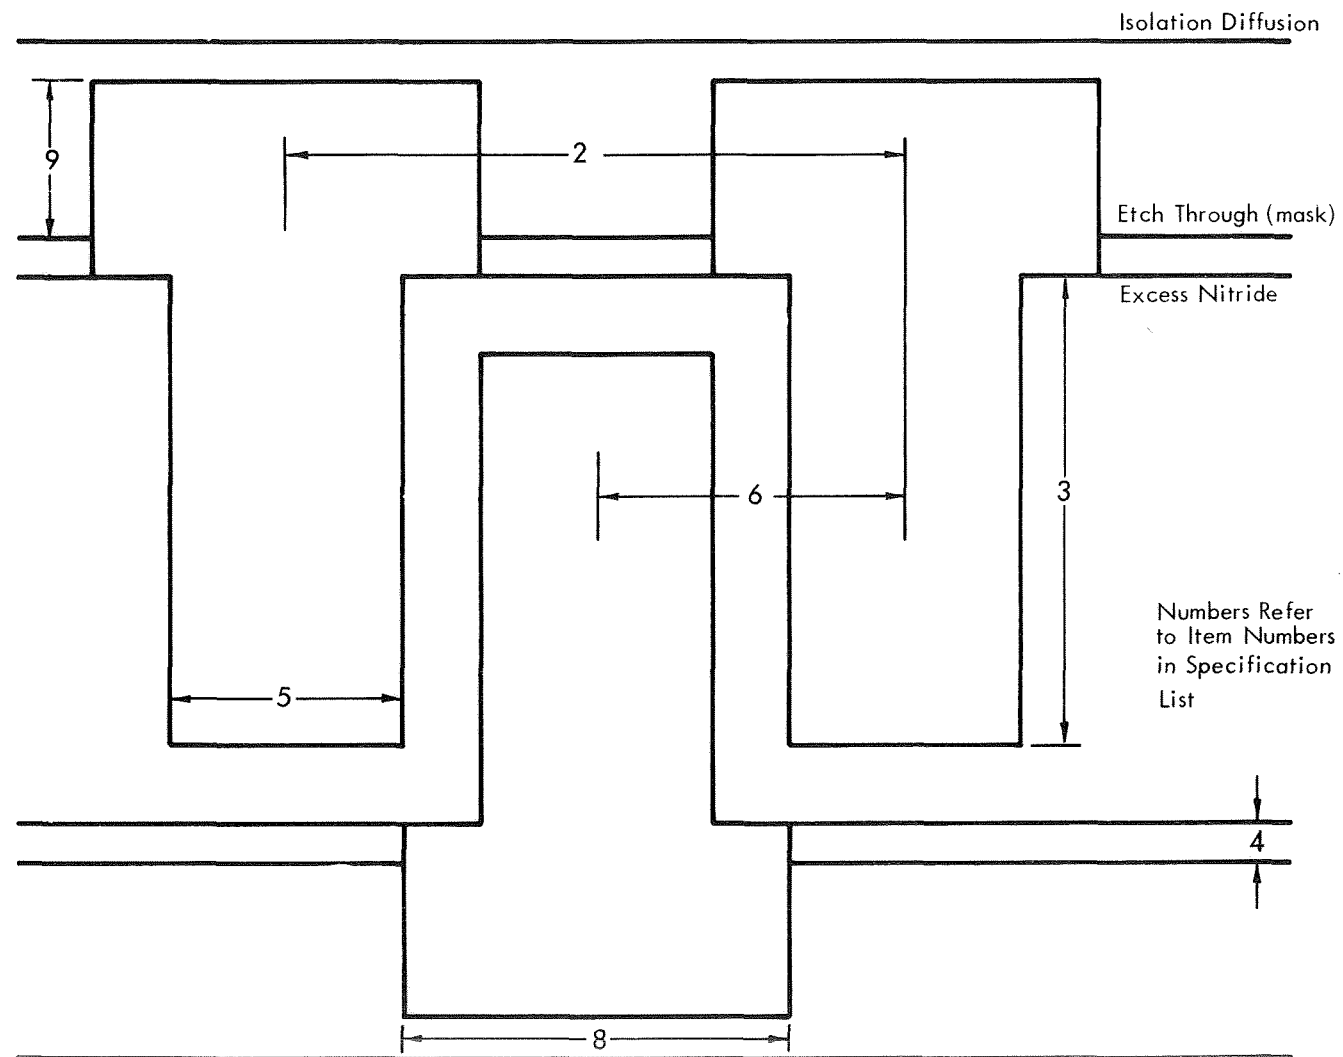 Isolation Diffusion
9
2
Etch Through (mask)
Excess Nitride
6
3
Numbers Refer
to Item Numbers
in Specification
List
5
4
8